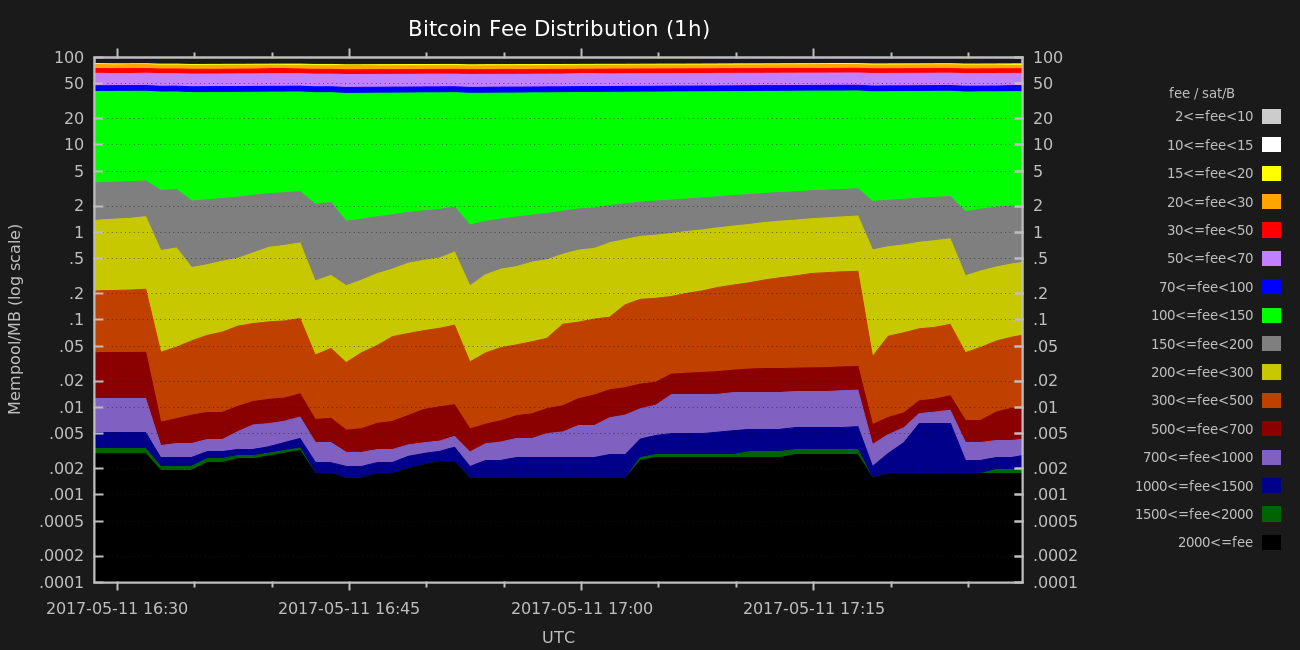 Bitcoin Fee Distribution (1h)
Mempool/MB (log scale)
100
50
20
10
5
2
1
.5
.2
.1
.05
.02
.01
.005
.002
.001
.0005
.0002
.0001
100
50
20
10
5
2
1
.5
.2
.1
.05
.02
.01
.005
.002
.001
.0005
.0002
.0001
2017-05-11 16:30
2017-05-11 16:45
2017-05-11 17:00
2017-05-11 17:15
UTC
fee / sat/B
2<=fee<10
10<=fee<15
15<=fee<20
20<=fee<30
30<=fee<50
50<=fee<70
70<=fee<100
100<=fee<150
150<=fee<200
200<=fee<300
300<=fee<500
500<=fee<700
700<=fee<1000
1000<=fee<1500
1500<=fee<2000
2000<=fee